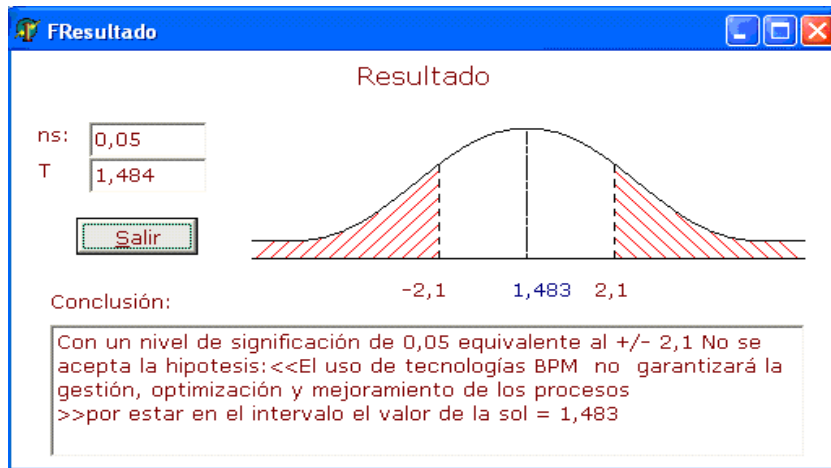 FResultado
Resultado
ns: 0,05
T 1,484
Salir
-2,1 1,483 2,1
Conclusión:
Con un nivel de significación de 0,05 equivalente al +/- 2,1 No se
acepta la hipotesis:<<El uso de tecnologías BPM no garantizará la
gestión, optimización y mejoramiento de los procesos
>>por estar en el intervalo el valor de la sol = 1,483